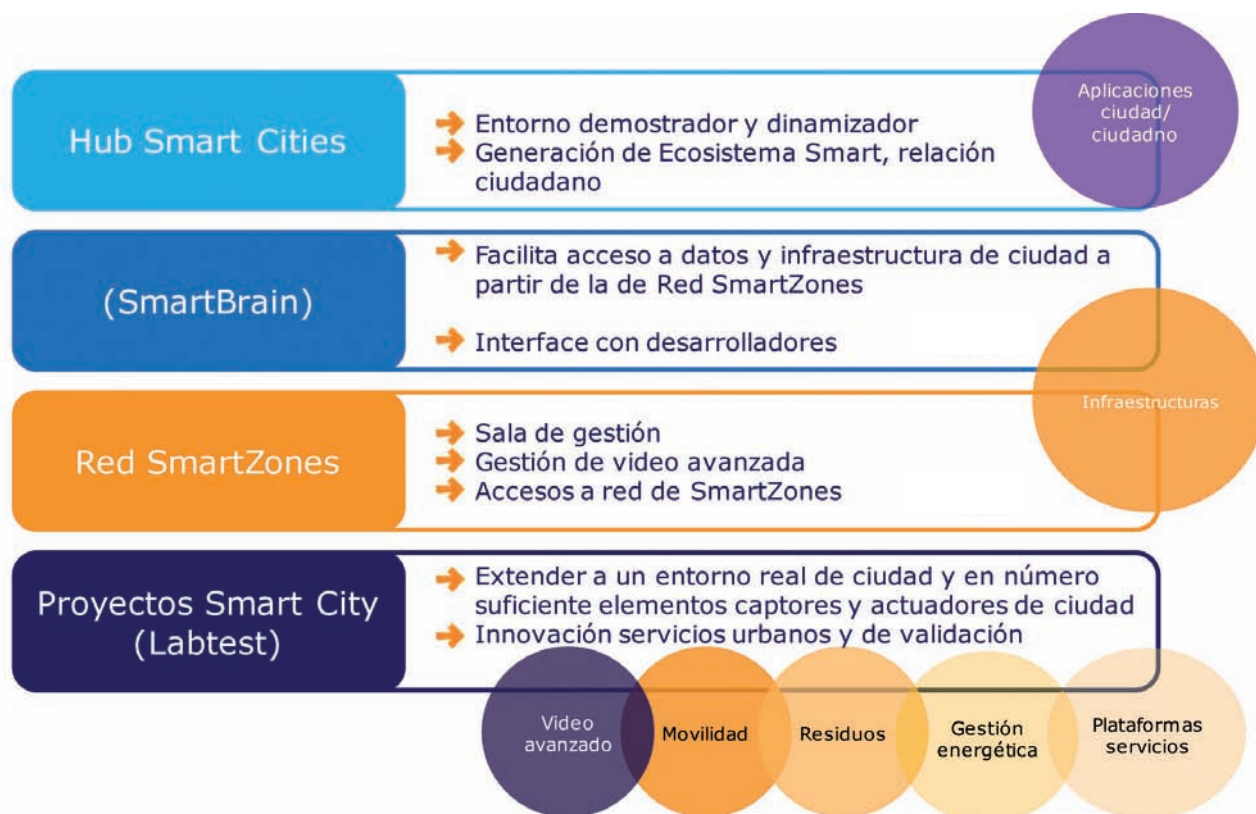 Hub Smart Cities
Entorno demostrador y dinamizador
Generación de Ecosistema Smart, relación
ciudadano
Aplicaciones
ciudad/
ciudadno
(SmartBrain)
Facilita acceso a datos y infraestructura de ciudad a
partir de la de Red SmartZones
Interface con desarrolladores
Infraestructuras
Red SmartZones
Sala de gestión
Gestión de video avanzada
Accesos a red de SmartZones
Proyectos Smart City
(Labtest)
Extender a un entorno real de ciudad y en número
suficiente elementos captores y actuadores de ciudad
Innovación servicios urbanos y de validación
Video
avanzado
Movilidad
Residuos
Gestión
energética
Plataformas
servicios